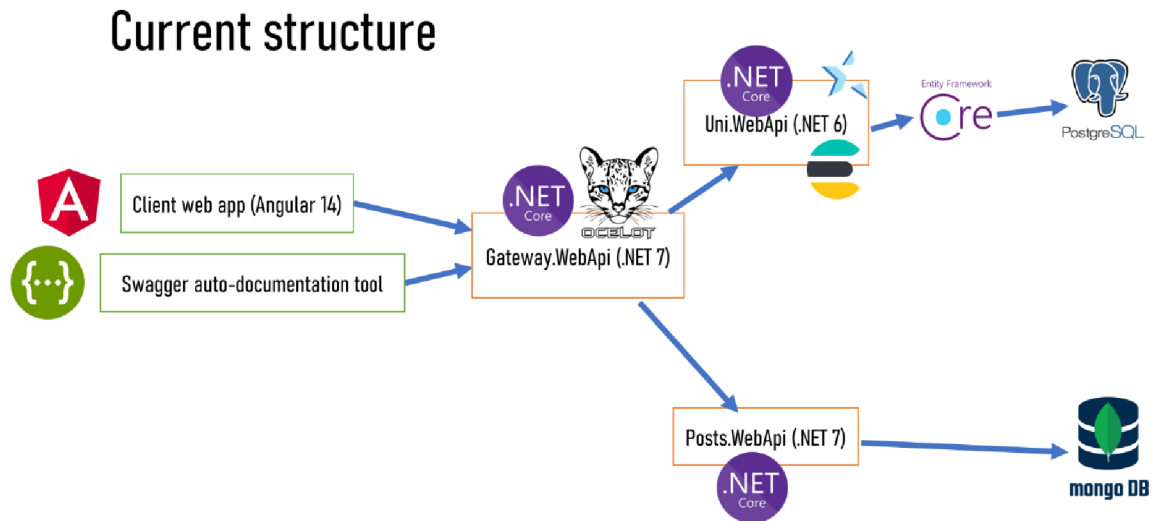 Current structure
.NET
Core
Uni.WebApi (.NET 6)
Entity Framework
Core
PostgreSQL
A
Client web app (Angular 14)
.NET
Core
OCELOT
Gateway.WebApi (.NET 7)
{···}
Swagger auto-documentation tool
Posts.WebApi (.NET 7)
.NET
Core
mongo DB